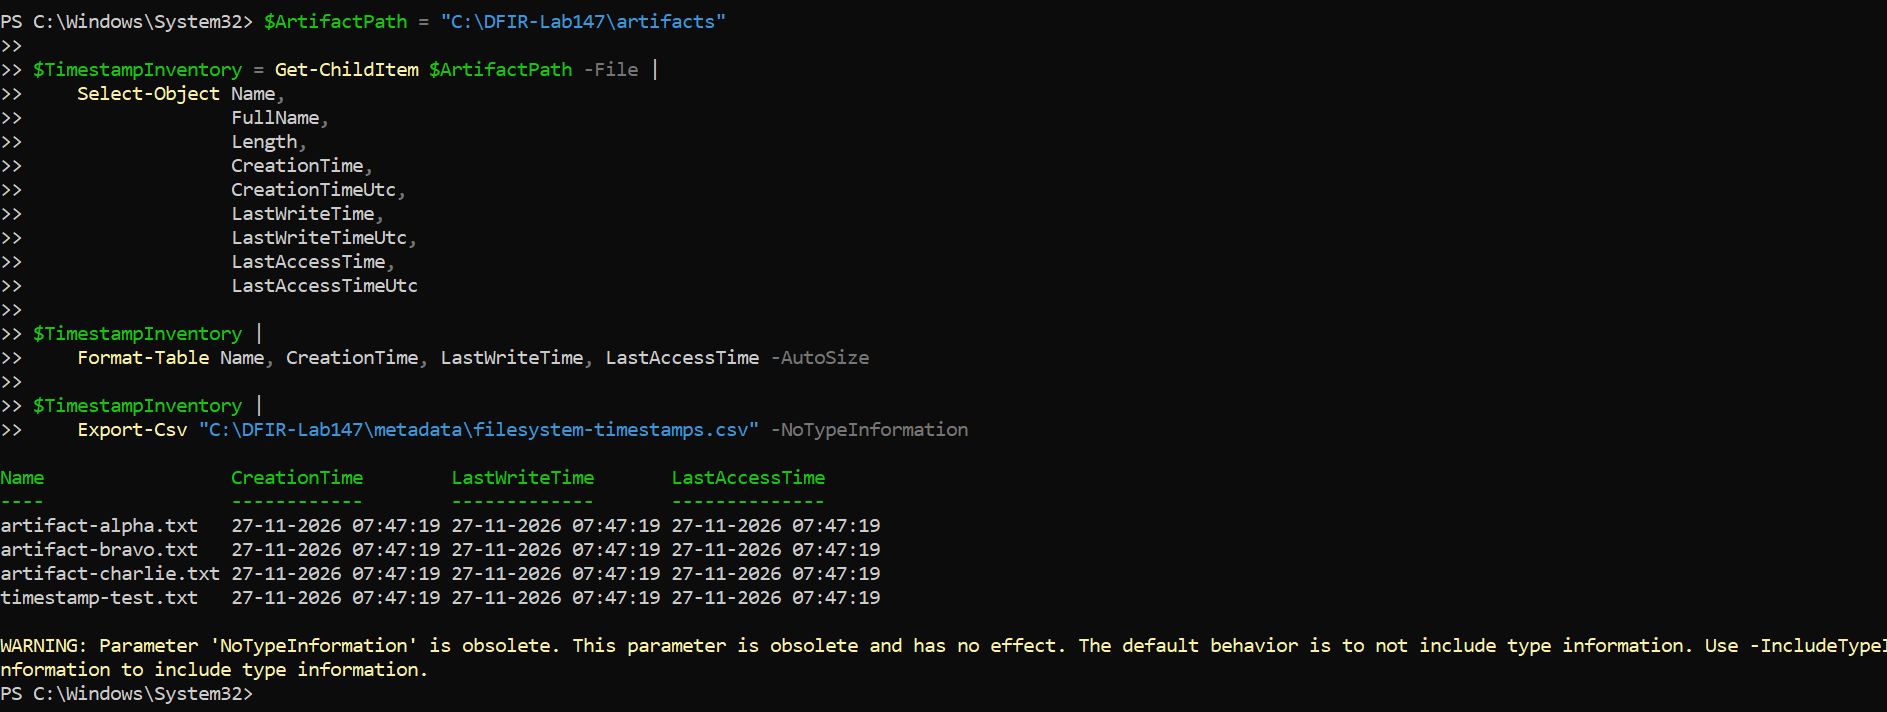 PS C:\Windows\System32> $ArtifactPath = "C:\DFIR-Lab147\artifacts"
>>
>> $TimestampInventory = Get-ChildItem $ArtifactPath -File |
>>     Select-Object Name,
>>                   FullName,
>>                   Length,
>>                   CreationTime,
>>                   CreationTimeUtc,
>>                   LastWriteTime,
>>                   LastWriteTimeUtc,
>>                   LastAccessTime,
>>                   LastAccessTimeUtc
>>
>> $TimestampInventory |
>>     Format-Table Name, CreationTime, LastWriteTime, LastAccessTime -AutoSize
>>
>> $TimestampInventory |
>>     Export-Csv "C:\DFIR-Lab147\metadata\filesystem-timestamps.csv" -NoTypeInformation

Name                 CreationTime        LastWriteTime       LastAccessTime
----                 ------------        -------------       --------------
artifact-alpha.txt   27-11-2026 07:47:19 27-11-2026 07:47:19 27-11-2026 07:47:19
artifact-bravo.txt   27-11-2026 07:47:19 27-11-2026 07:47:19 27-11-2026 07:47:19
artifact-charlie.txt 27-11-2026 07:47:19 27-11-2026 07:47:19 27-11-2026 07:47:19
timestamp-test.txt   27-11-2026 07:47:19 27-11-2026 07:47:19 27-11-2026 07:47:19

WARNING: Parameter 'NoTypeInformation' is obsolete. This parameter is obsolete and has no effect. The default behavior is to not include type information. Use -IncludeTypeI
nformation to include type information.
PS C:\Windows\System32>